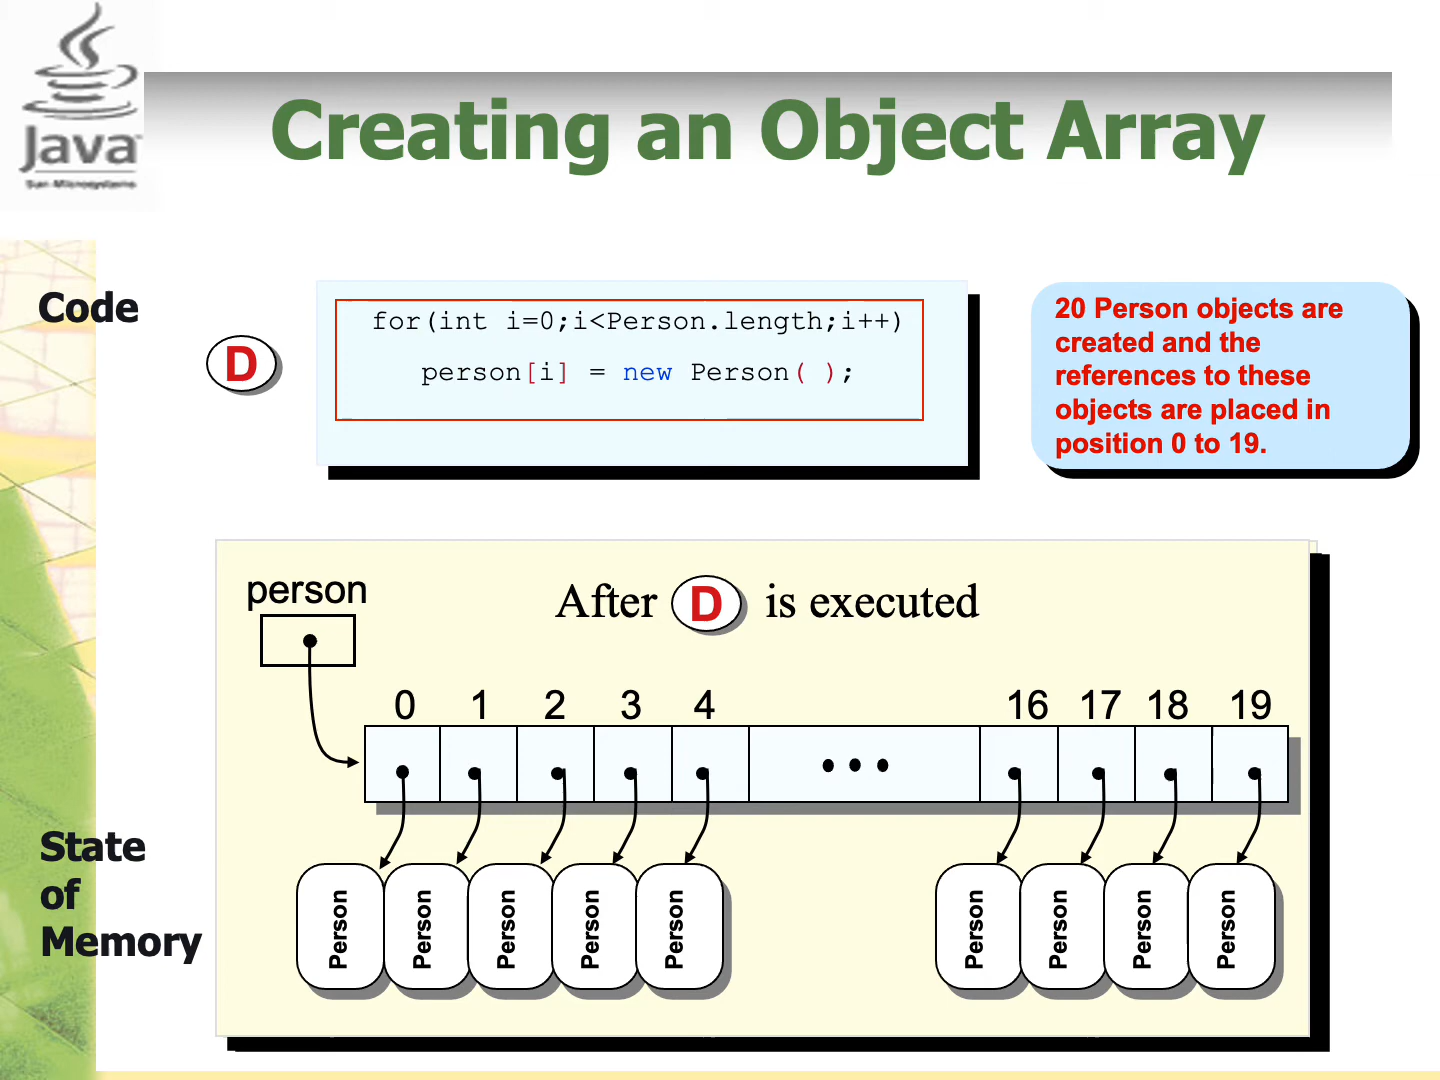 Java
Sun Microsystems
Creating an Object Array
Code
D
for(int i=0;i<Person.length;i++)
person[i] = new Person( );
20 Person objects are
created and the
references to these
objects are placed in
position 0 to 19.
person
After D is executed
0 1 2 3 4 16 17 18 19
• • •
State
of
Memory
Person Person Person Person Person Person Person Person Person